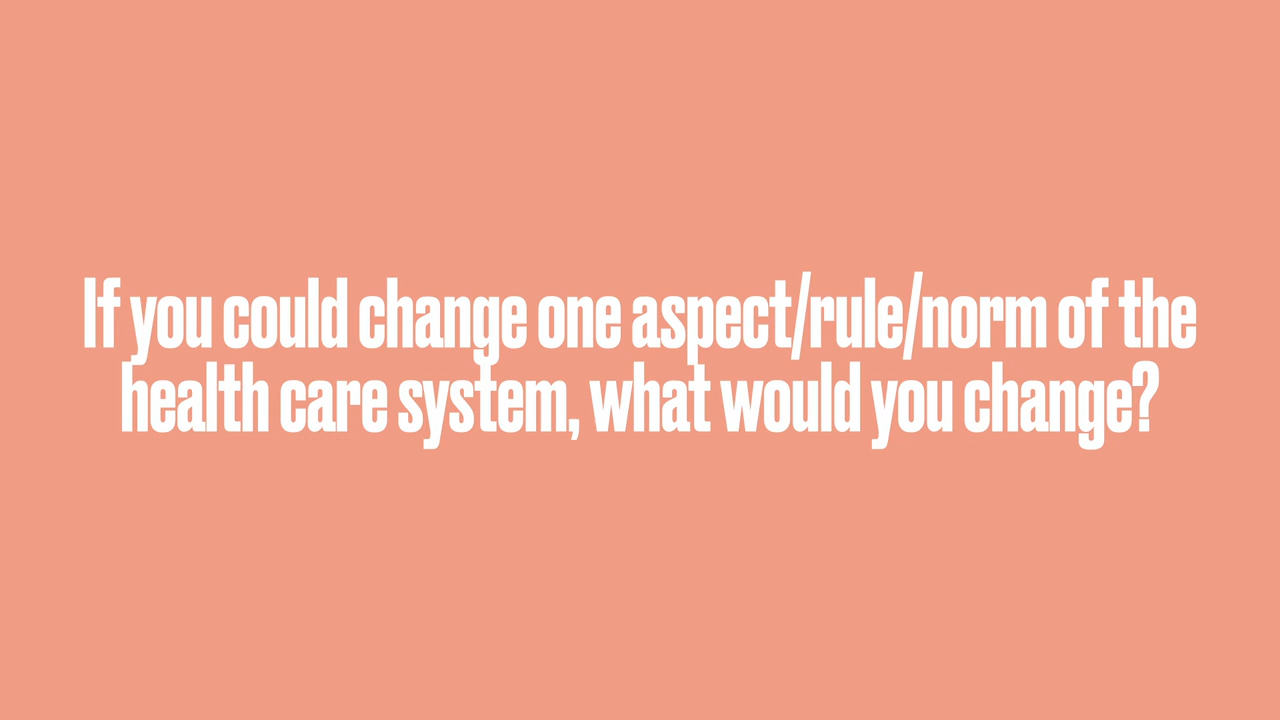 If you could change one aspect/rule/norm of the
health care system, what would you change?